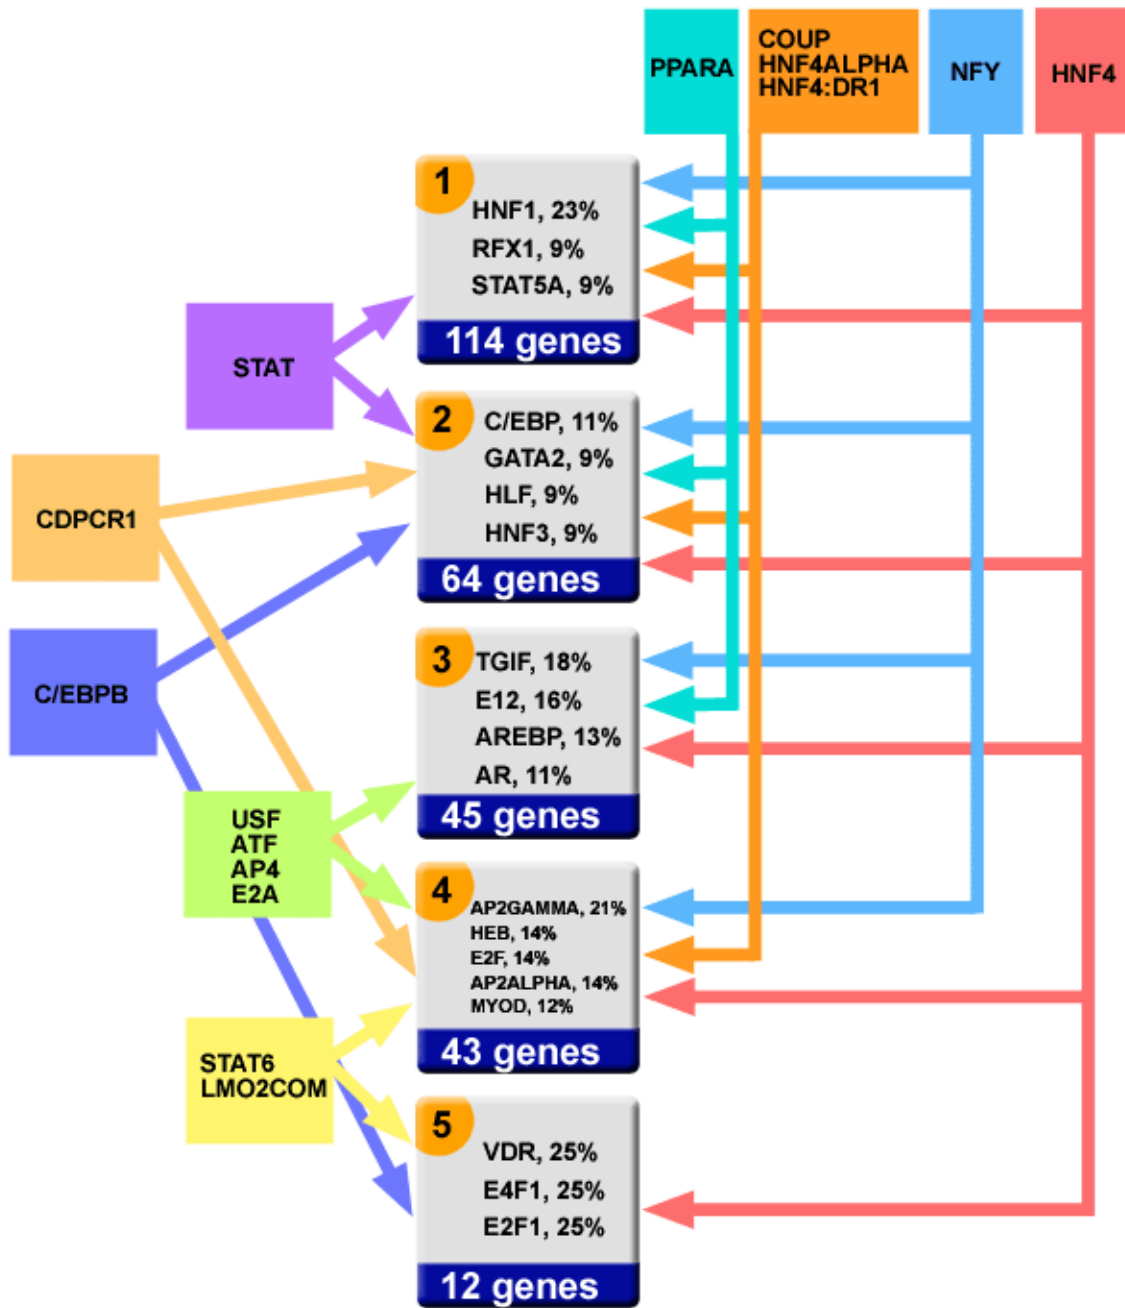 PPARA
COUP
HNF4ALPHA
HNF4:DR1
NFY
HNF4
1
HNF1, 23%
RFX1, 9%
STAT5A, 9%
114 genes
STAT
2
C/EBP, 11%
GATA2, 9%
HLF, 9%
HNF3, 9%
64 genes
CDPCR1
C/EBPB
3
TGIF, 18%
E12, 16%
AREBP, 13%
AR, 11%
45 genes
USF
ATF
AP4
E2A
4
AP2GAMMA, 21%
HEB, 14%
E2F, 14%
AP2ALPHA, 14%
MYOD, 12%
43 genes
STAT6
LMO2COM
5
VDR, 25%
E4F1, 25%
E2F1, 25%
12 genes